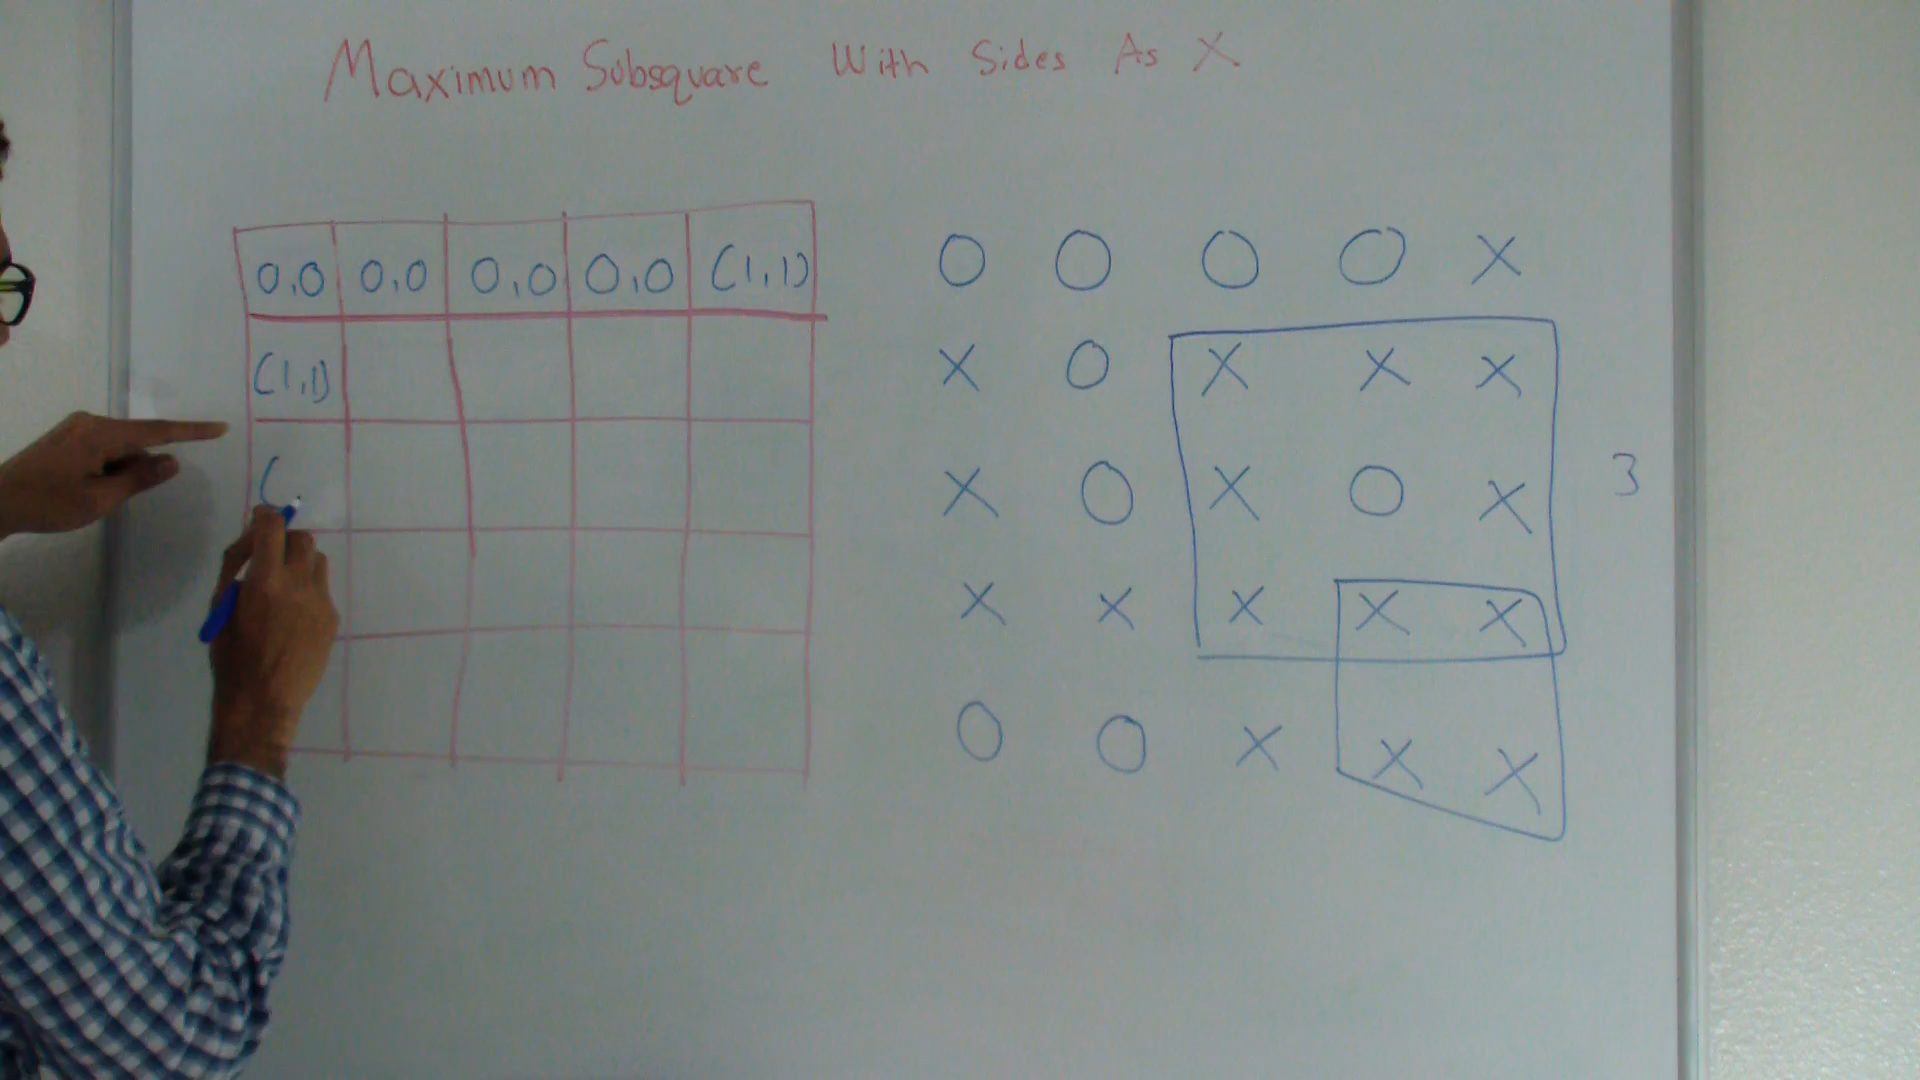 Maximum Subsquare With Sides As X
0,0 0,0 0,0 0,0 (1,1)
(1,1)
(
O O O O X
X O X X X
X O X O X
3
X X X X X
O O X X X